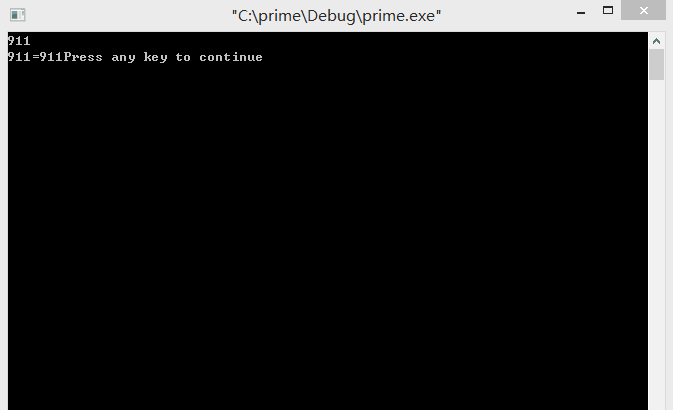 "C:\prime\Debug\prime.exe"
911
911=911Press any key to continue